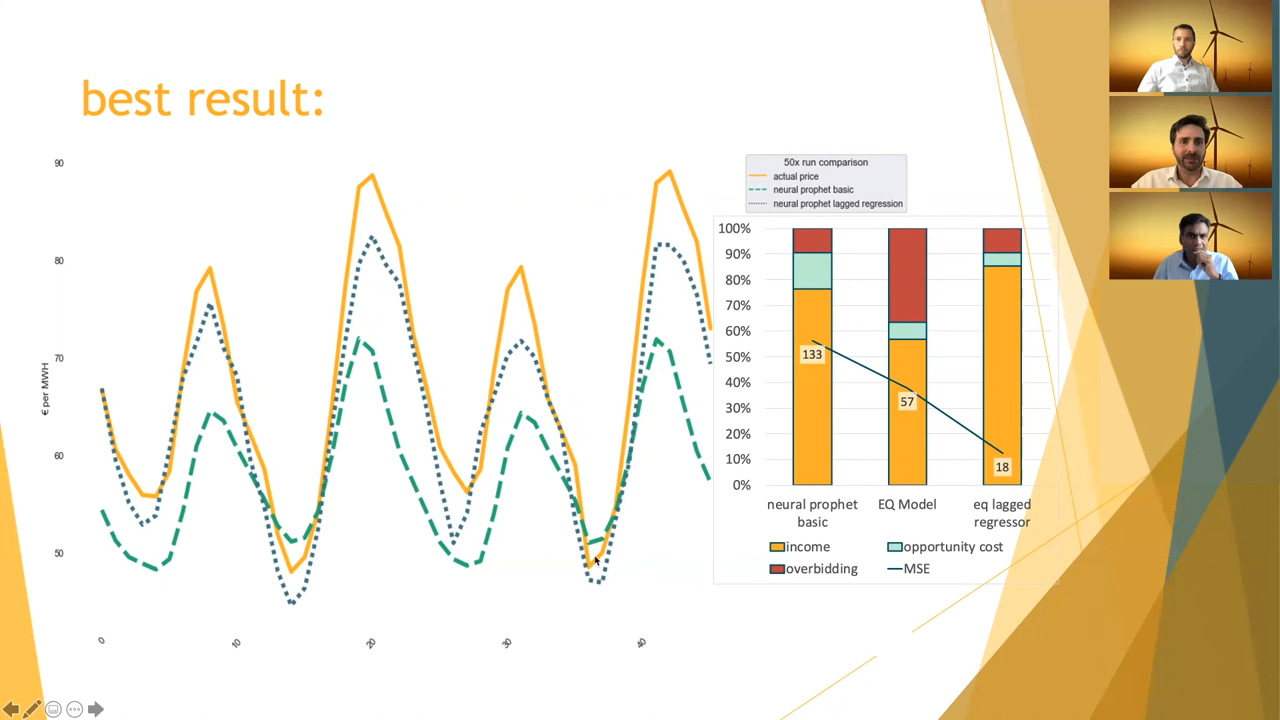 best result:
90
80
70
60
50
€ per MWH
0
10
20
30
40
50x run comparison
actual price
neural prophet basic
neural prophet lagged regression
100%
90%
80%
70%
60%
50%
40%
30%
20%
10%
0%
133
57
18
neural prophet
basic
EQ Model
eq lagged
regressor
income
opportunity cost
overbidding
MSE